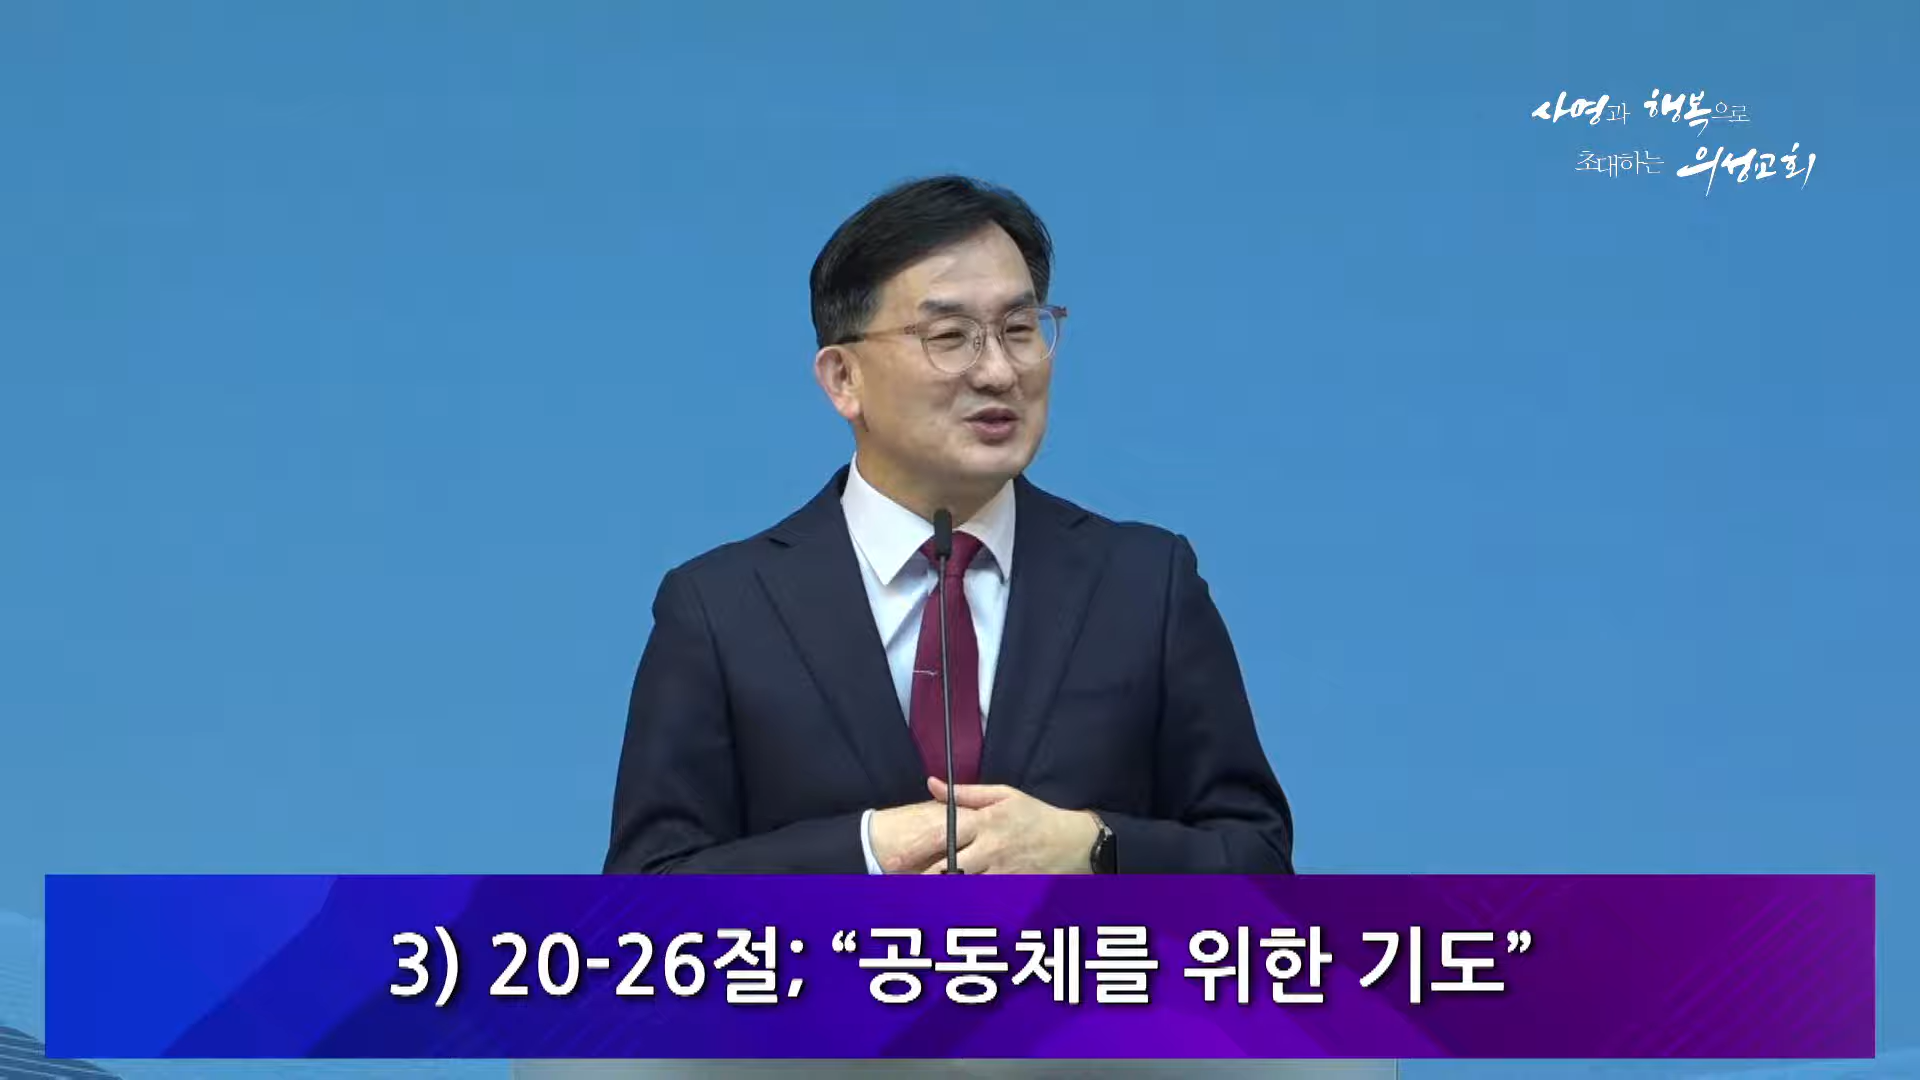 사명과 행복으로
초대하는 의성교회
3) 20-26절; “공동체를 위한 기도”